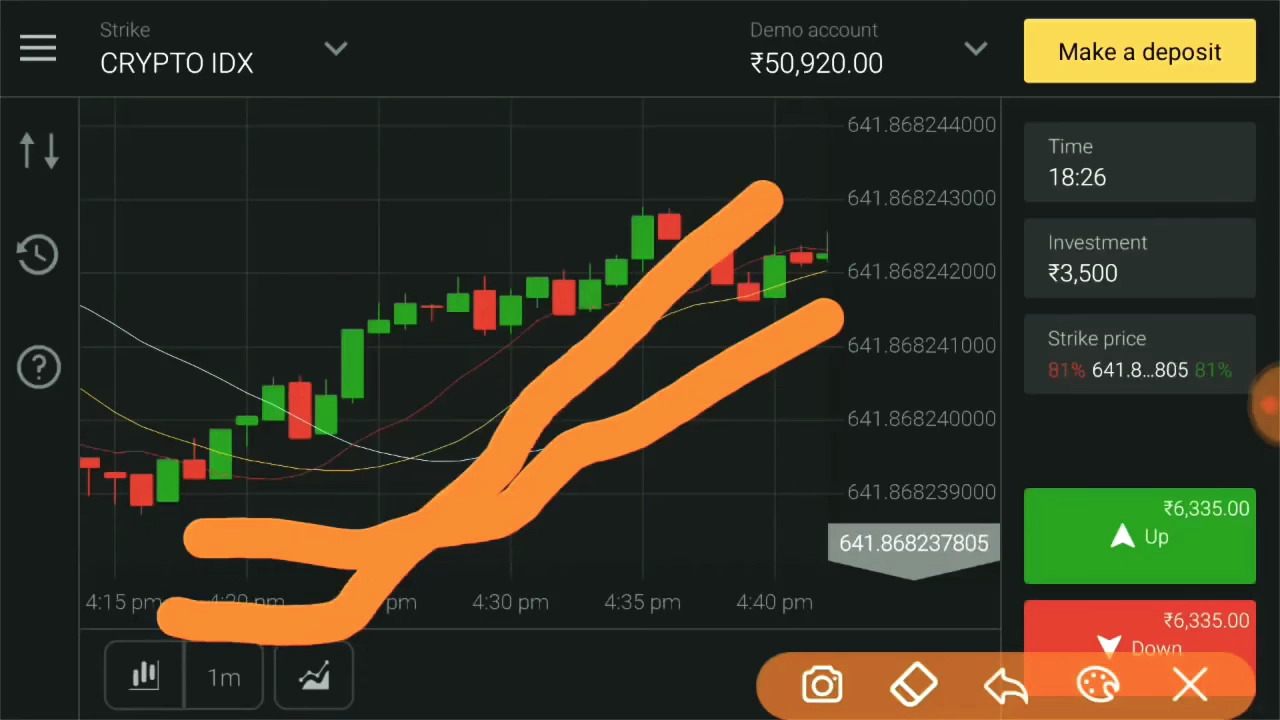 Strike
CRYPTO IDX
Demo account
₹50,920.00
Make a deposit
641.868244000
641.868243000
641.868242000
641.868241000
641.868240000
641.868239000
641.868237805
Time
18:26
Investment
₹3,500
Strike price
81% 641.8...805 81%
₹6,335.00
Up
₹6,335.00
Down
4:15 pm 4:20 pm pm 4:30 pm 4:35 pm 4:40 pm
1m